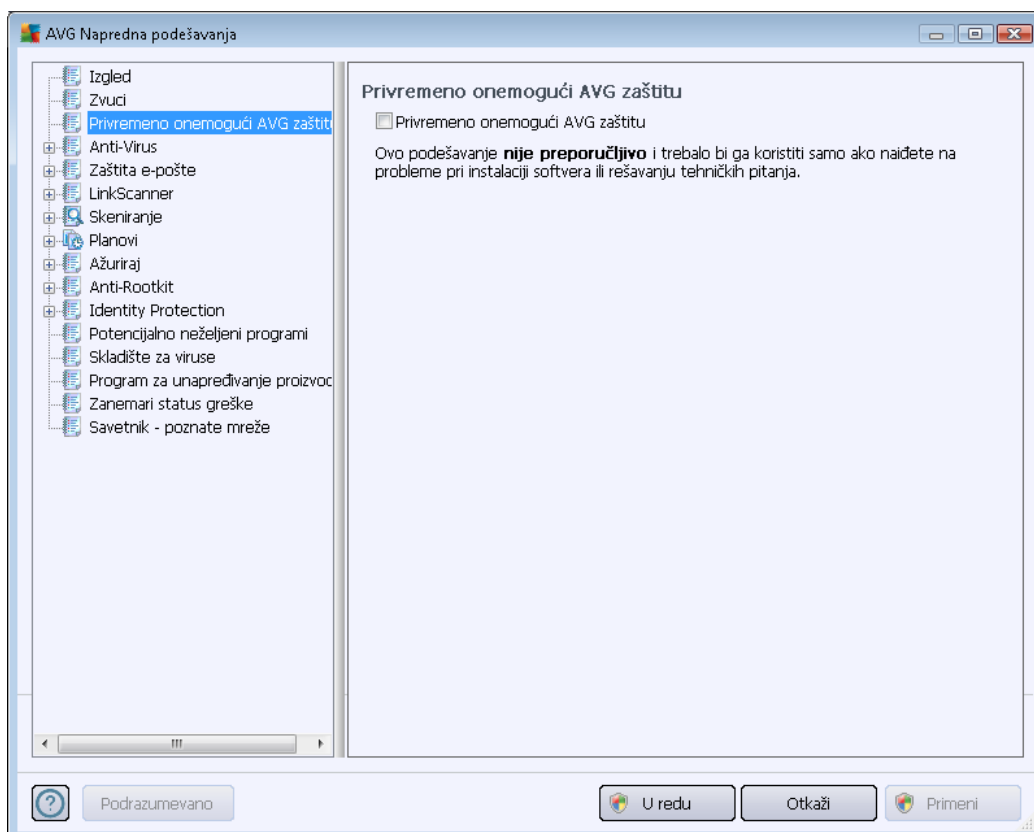 AVG Napredna podešavanja
Izgled
Zvuci
Privremeno onemogući AVG zaštitu
Anti-Virus
Zaštita e-pošte
LinkScanner
Skeniranje
Planovi
Ažuriraj
Anti-Rootkit
Identity Protection
Potencijalno neželjeni programi
Skladište za viruse
Program za unapređivanje proizvod
Zanemari status greške
Savetnik - poznate mreže
Privremeno onemogući AVG zaštitu
Privremeno onemogući AVG zaštitu
Ovo podešavanje nije preporučljivo i trebalo bi ga koristiti samo ako naiđete na
probleme pri instalaciji softvera ili rešavanju tehničkih pitanja.
Podrazumevano
U redu
Otkaži
Primeni